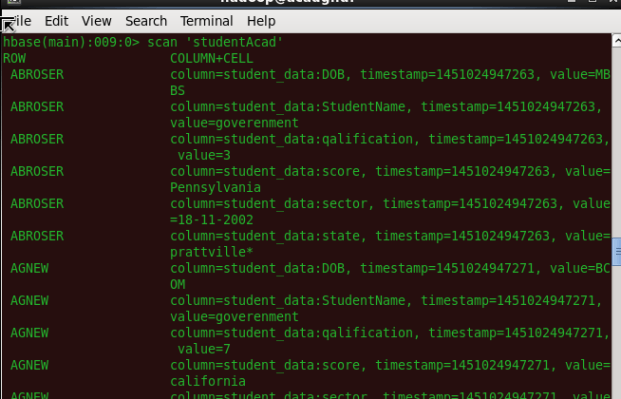 File Edit View Search Terminal Help
hbase(main):009:0> scan 'studentAcad'
ROW COLUMN+CELL
ABROSER column=student_data:DOB, timestamp=1451024947263, value=MB
BS
ABROSER column=student_data:StudentName, timestamp=1451024947263,
value=goverenment
ABROSER column=student_data:qalification, timestamp=1451024947263,
value=3
ABROSER column=student_data:score, timestamp=1451024947263, value=
Pennsylvania
ABROSER column=student_data:sector, timestamp=1451024947263, value
=18-11-2002
ABROSER column=student_data:state, timestamp=1451024947263, value=
prattville*
AGNEW column=student_data:DOB, timestamp=1451024947271, value=BC
OM
AGNEW column=student_data:StudentName, timestamp=1451024947271,
value=goverenment
AGNEW column=student_data:qalification, timestamp=1451024947271,
value=7
AGNEW column=student_data:score, timestamp=1451024947271, value=
california
AGNEW column=student_data:sector, timestamp=1451024947271, value